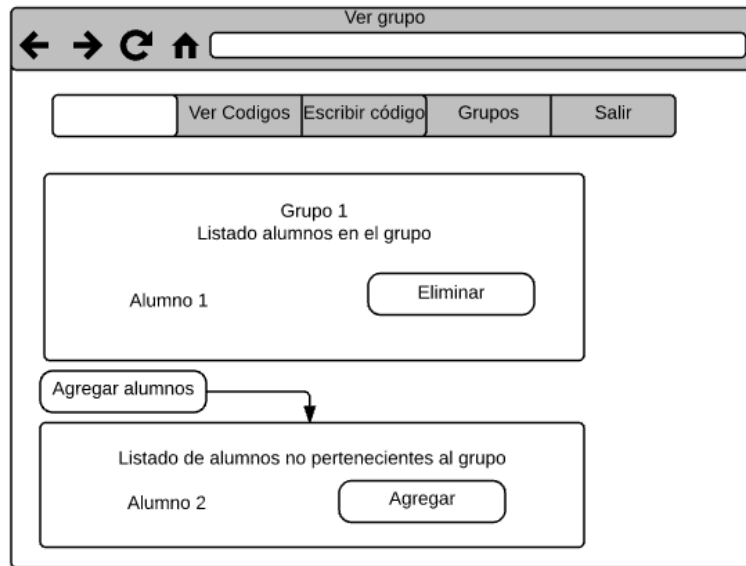 Ver grupo
Ver Codigos Escribir código Grupos Salir
Grupo 1
Listado alumnos en el grupo
Alumno 1 Eliminar
Agregar alumnos
Listado de alumnos no pertenecientes al grupo
Alumno 2 Agregar